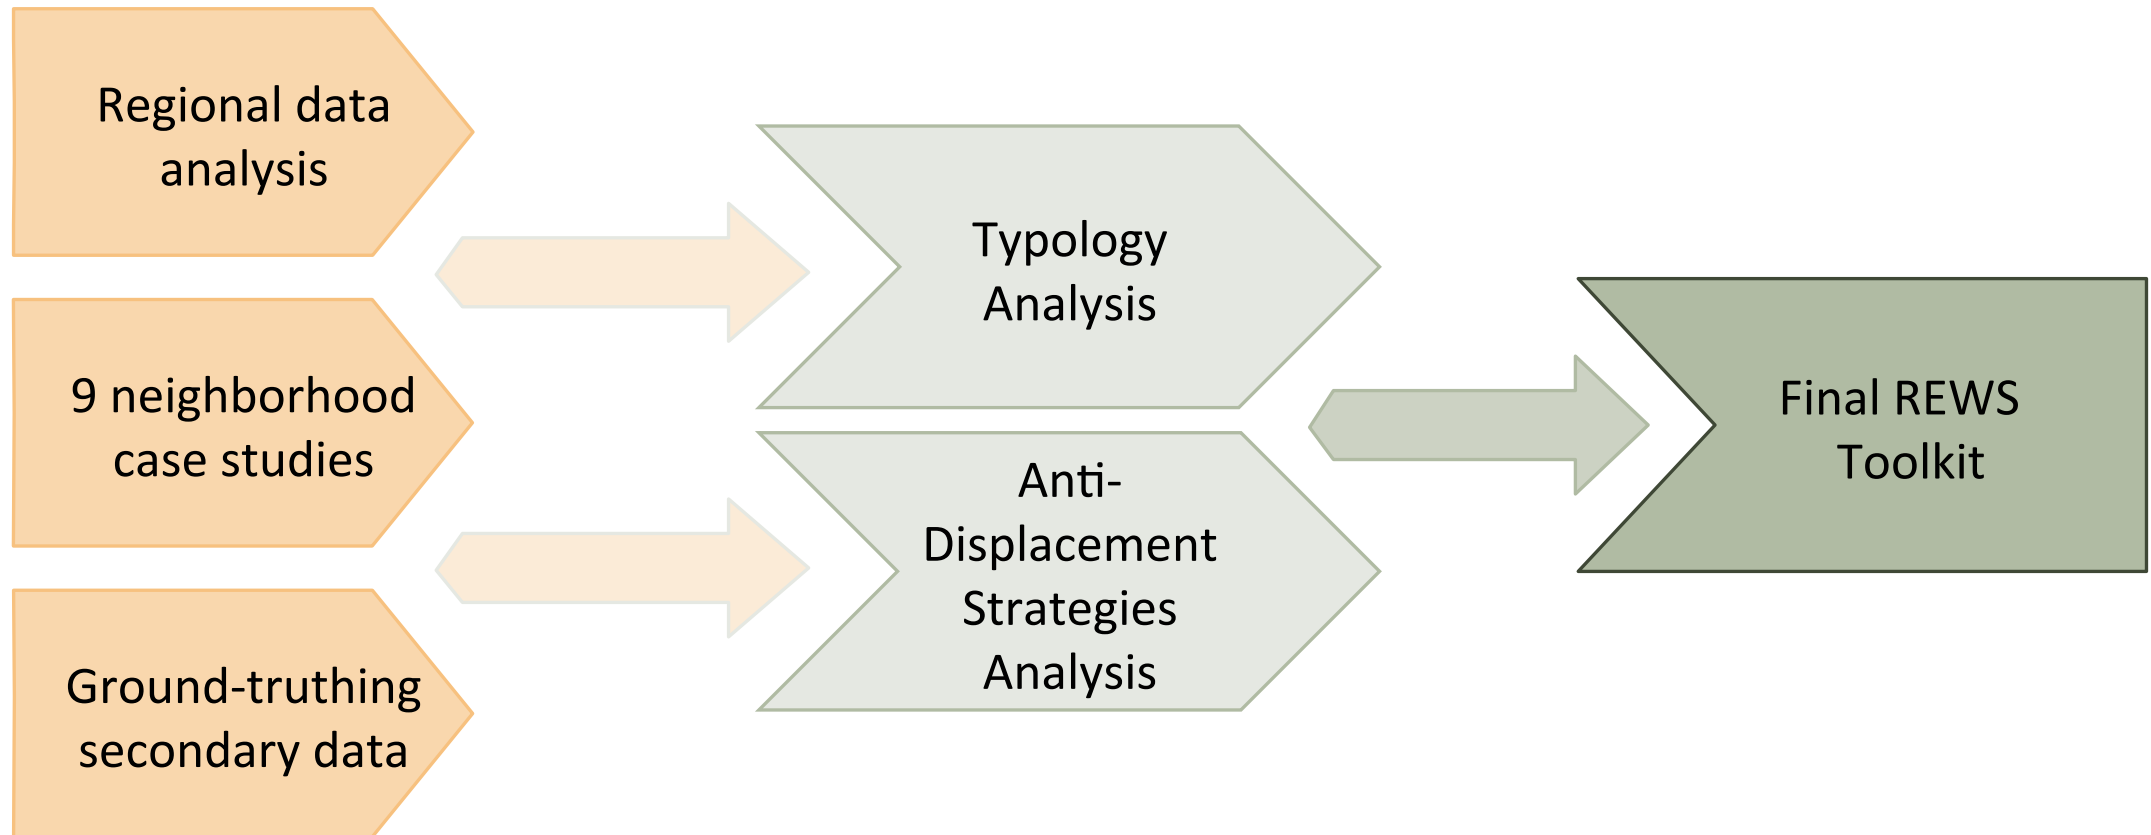 Regional data
analysis
9 neighborhood
case studies
Ground-truthing
secondary data
Typology
Analysis
Anti-
Displacement
Strategies
Analysis
Final REWS
Toolkit